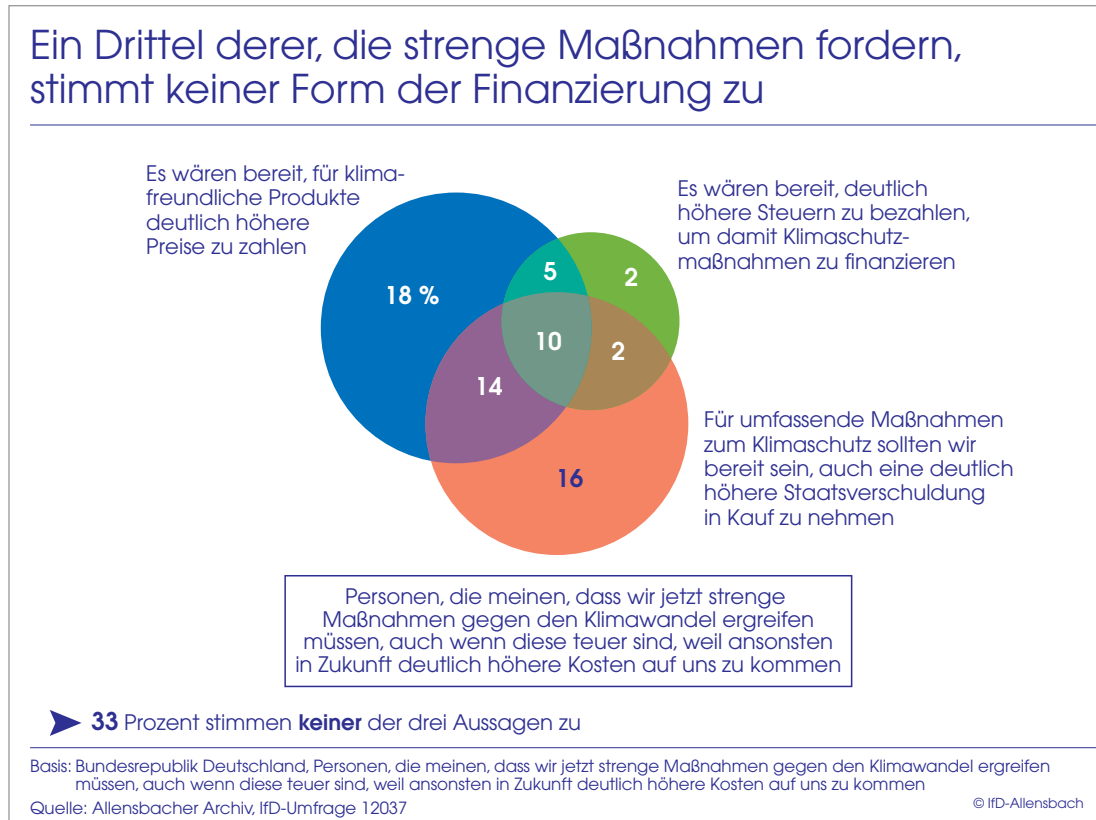 Ein Drittel derer, die strenge Maßnahmen fordern,
stimmt keiner Form der Finanzierung zu
Es wären bereit, für klima-
freundliche Produkte
deutlich höhere
Preise zu zahlen
Es wären bereit, deutlich
höhere Steuern zu bezahlen,
um damit Klimaschutz-
maßnahmen zu finanzieren
18 %
5
2
10
2
14
16
Für umfassende Maßnahmen
zum Klimaschutz sollten wir
bereit sein, auch eine deutlich
höhere Staatsverschuldung
in Kauf zu nehmen
Personen, die meinen, dass wir jetzt strenge
Maßnahmen gegen den Klimawandel ergreifen
müssen, auch wenn diese teuer sind, weil ansonsten
in Zukunft deutlich höhere Kosten auf uns zu kommen
33 Prozent stimmen keiner der drei Aussagen zu
Basis: Bundesrepublik Deutschland, Personen, die meinen, dass wir jetzt strenge Maßnahmen gegen den Klimawandel ergreifen
müssen, auch wenn diese teuer sind, weil ansonsten in Zukunft deutlich höhere Kosten auf uns zu kommen
Quelle: Allensbacher Archiv, IfD-Umfrage 12037
© IfD-Allensbach